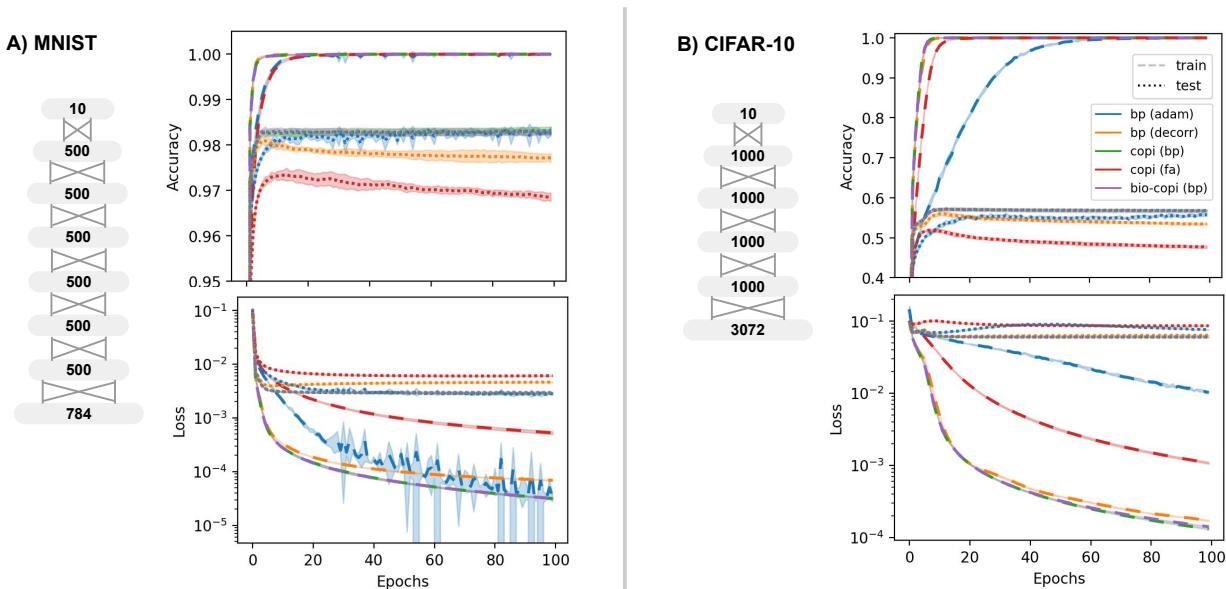 A) MNIST
10
500
500
500
500
500
500
784
1.00
0.99
0.98
0.97
0.96
0.95
Accuracy
10⁻¹
10⁻²
10⁻³
10⁻⁴
10⁻⁵
Loss
0 20 40 60 80 100
Epochs
B) CIFAR-10
10
1000
1000
1000
1000
3072
1.0
0.9
0.8
0.7
0.6
0.5
0.4
Accuracy
train
test
bp (adam)
bp (decorr)
copi (bp)
copi (fa)
bio-copi (bp)
10⁻¹
10⁻²
10⁻³
10⁻⁴
Loss
0 20 40 60 80 100
Epochs